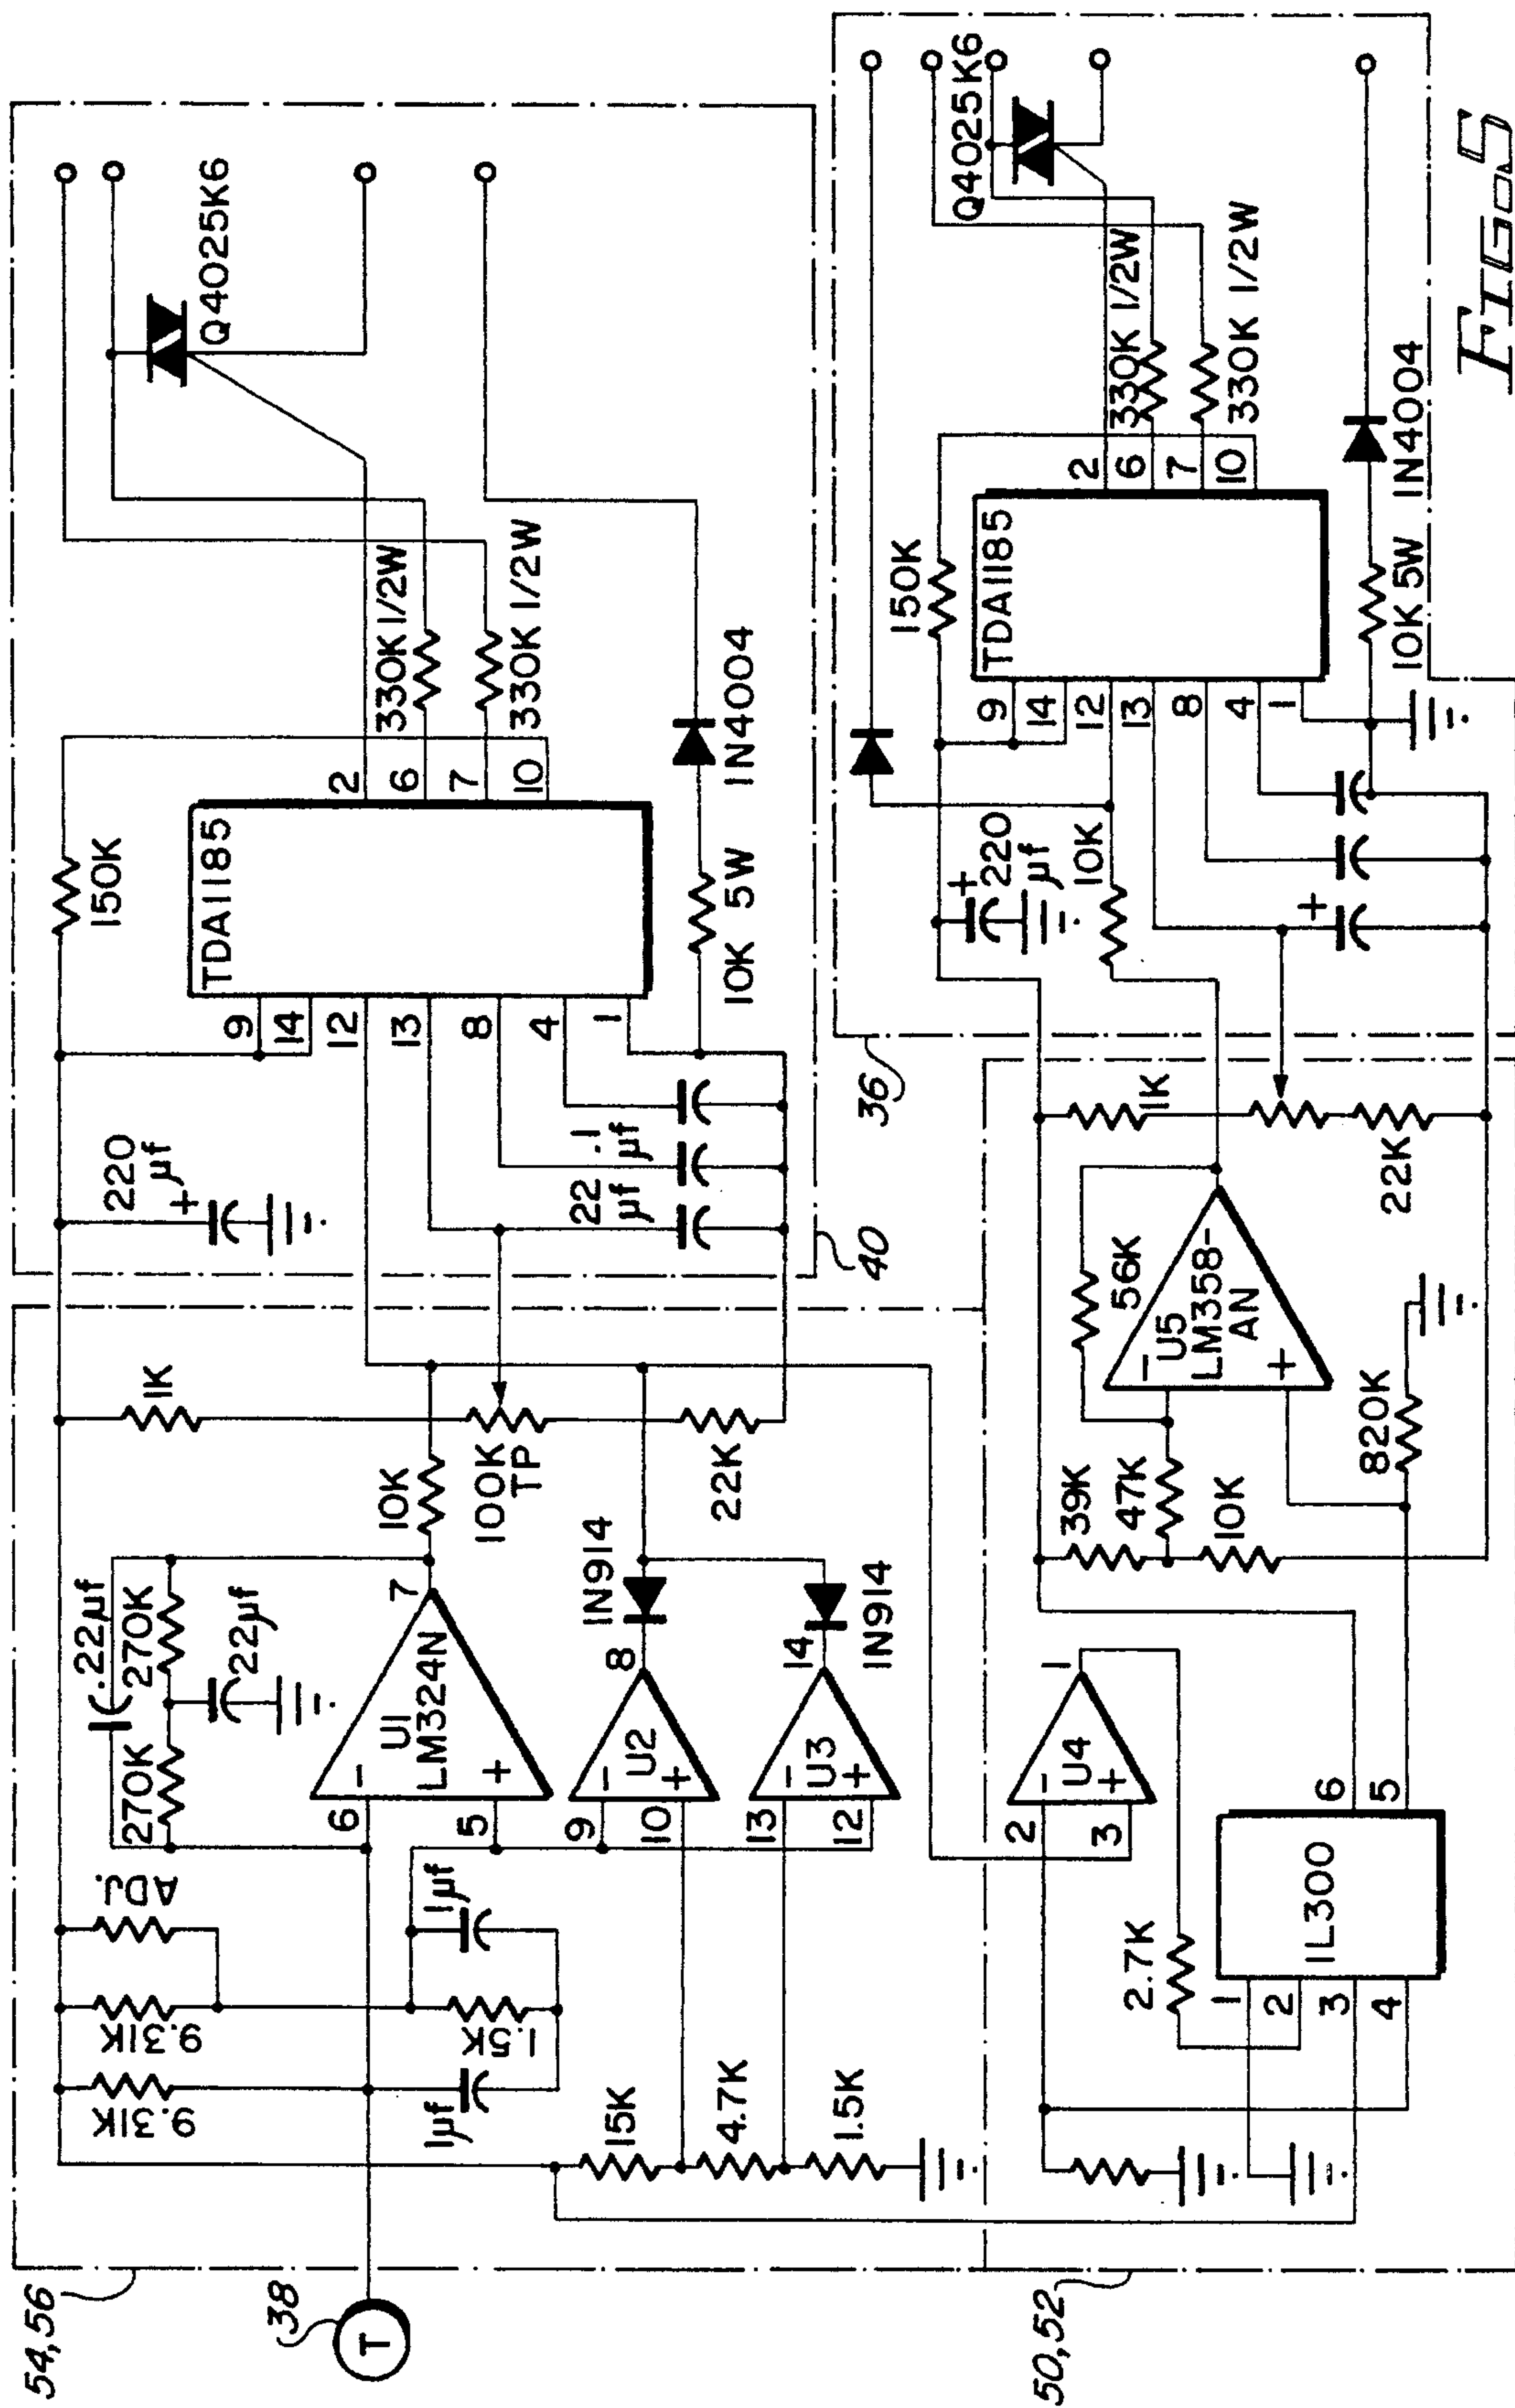 54,56
38
T
9.31K
9.31K
ADJ.
1µf
1.5K
1µf
270K
.22µf
270K
22µf
6
5
U1
LM324N
7
-
+
10K
1K
100K
TP
22K
15K
4.7K
1.5K
9
10
U2
-
+
8
1N914
13
12
U3
-
+
14
1N914
220
µf
+
150K
TDA1185
9
14
12
13
8
4
1
2
6
7
10
22
µf
.1
µf
330K 1/2W
330K 1/2W
10K 5W
1N4004
Q4025K6
40
50,52
2
3
U4
-
+
1
2.7K
1L300
1
2
3
4
6
5
39K
47K
10K
820K
56K
-
U5
LM358-
AN
+
1K
22K
36
220
µf
+
10K
+
150K
TDA1185
9
14
12
13
8
4
1
2
6
7
10
330K 1/2W
330K 1/2W
10K 5W
1N4004
Q4025K6
FIG. 5